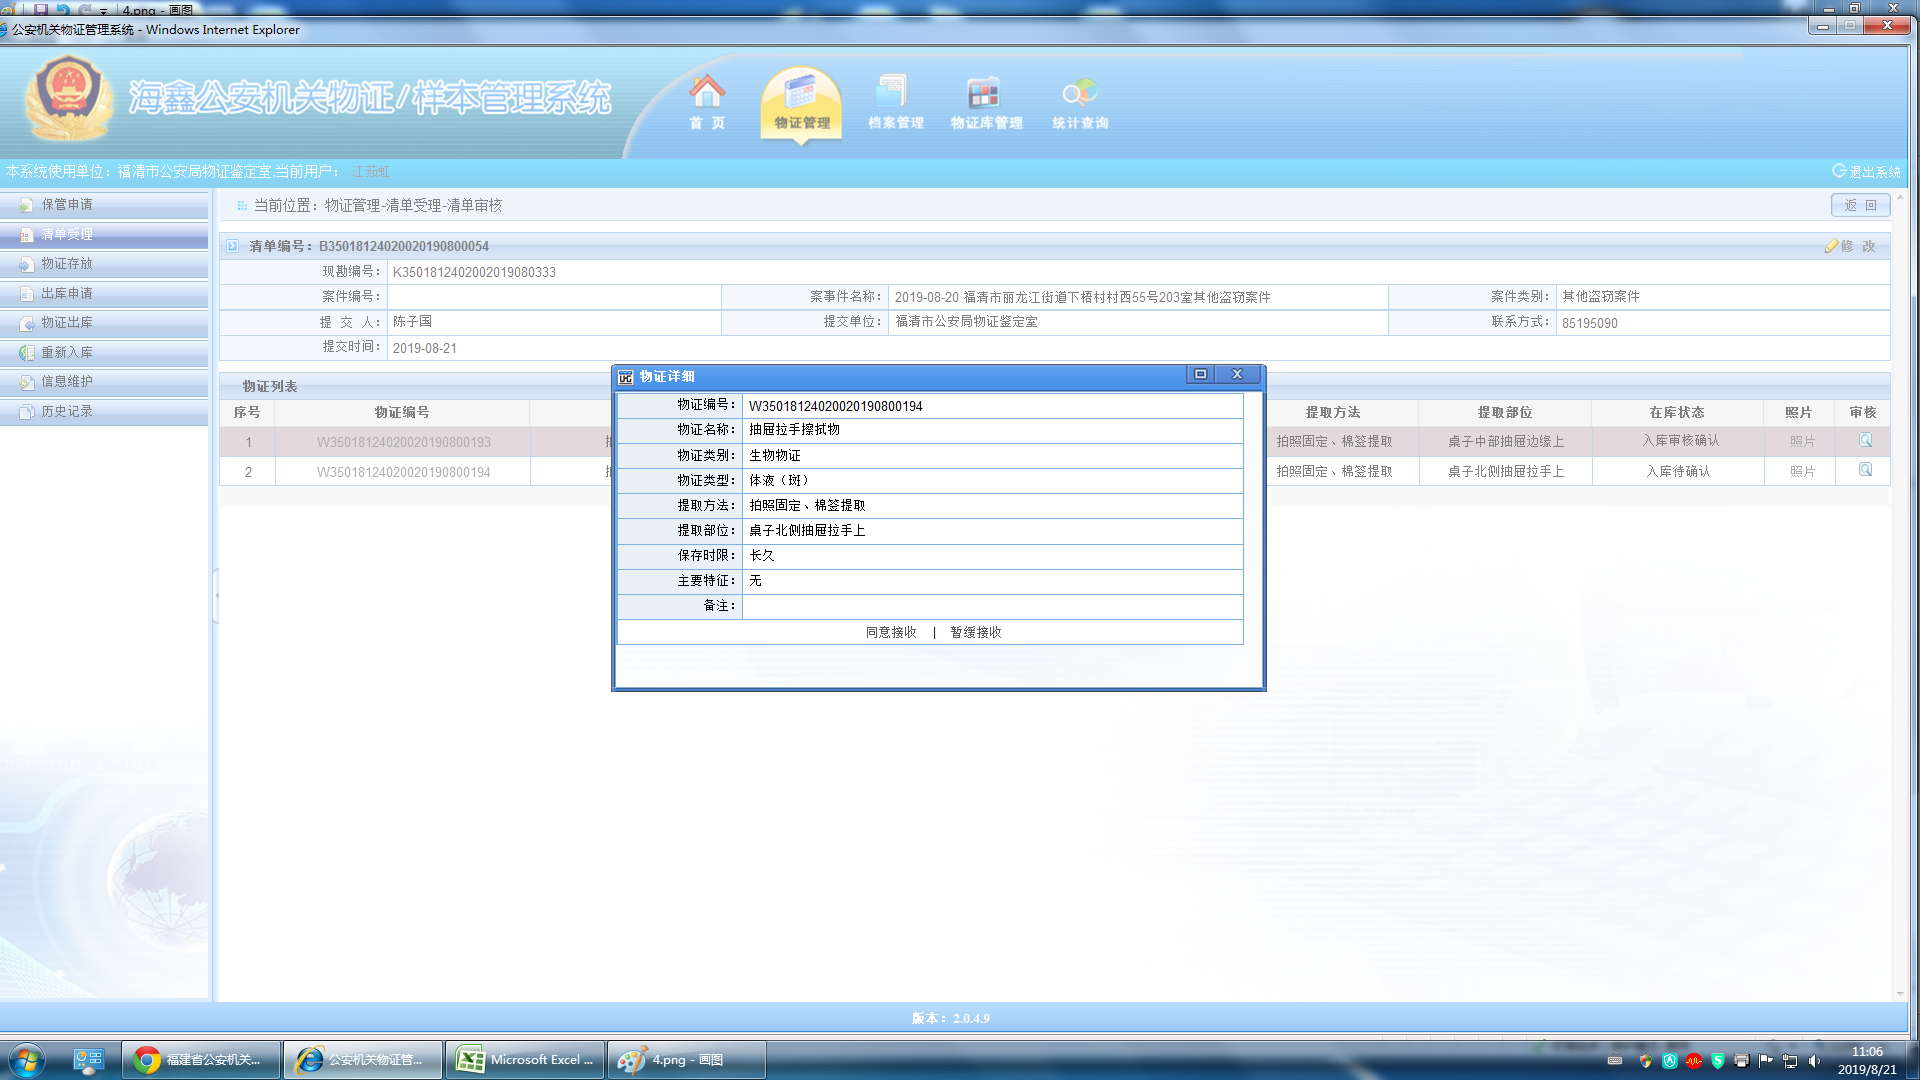 4.png - 画图
公安机关物证管理系统 - Windows Internet Explorer
海鑫公安机关物证/样本管理系统
首 页
物证管理
档案管理
物证库管理
统计查询
本系统使用单位：福清市公安局物证鉴定室,当前用户： 江茹虹
退出系统
保管申请
清单受理
物证存放
出库申请
物证出库
重新入库
信息维护
历史记录
当前位置：物证管理-清单受理-清单审核
返 回
清单编号：B35018124020020190800054
修 改
现勘编号： K3501812402002019080333
案件编号： 案事件名称： 2019-08-20 福清市丽龙江街道下梧村村西55号203室其他盗窃案件 案件类别： 其他盗窃案件
提 交 人： 陈子国 提交单位： 福清市公安局物证鉴定室 联系方式： 85195090
提交时间： 2019-08-21
物证列表
序号 物证编号 提取方法 提取部位 在库状态 照片 审核
1 W35018124020020190800193 拍照固定、棉签提取 桌子中部抽屉边缘上 入库审核确认 照片
2 W35018124020020190800194 拍照固定、棉签提取 桌子北侧抽屉拉手上 入库待确认 照片
物证详细
物证编号： W35018124020020190800194
物证名称： 抽屉拉手擦拭物
物证类别： 生物物证
物证类型： 体液（斑）
提取方法： 拍照固定、棉签提取
提取部位： 桌子北侧抽屉拉手上
保存时限： 长久
主要特征： 无
备注：
同意接收 | 暂缓接收
版本：2.0.4.9
福建省公安机关...
公安机关物证管...
Microsoft Excel ...
4.png - 画图
11:06
2019/8/21